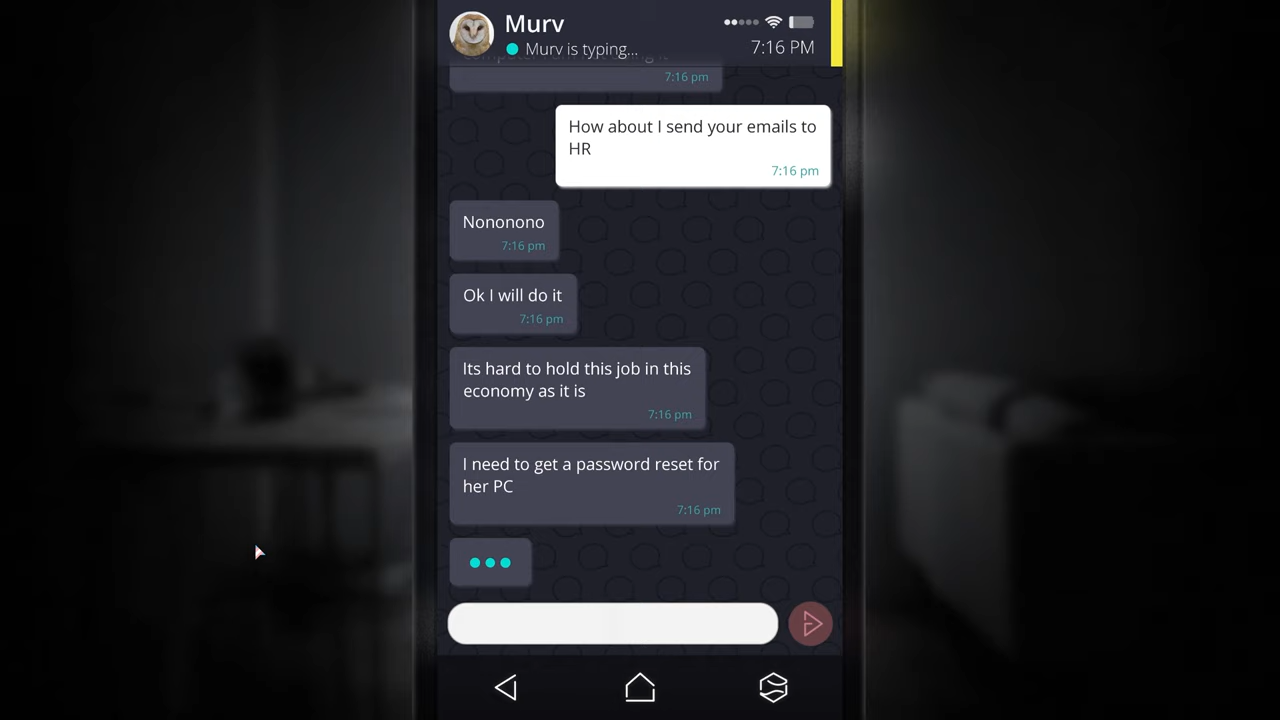 Murv
Murv is typing...
7:16 PM
7:16 pm
How about I send your emails to
HR
7:16 pm
Nonono​no
7:16 pm
Ok I will do it
7:16 pm
Its hard to hold this job in this
economy as it is
7:16 pm
I need to get a password reset for
her PC
7:16 pm